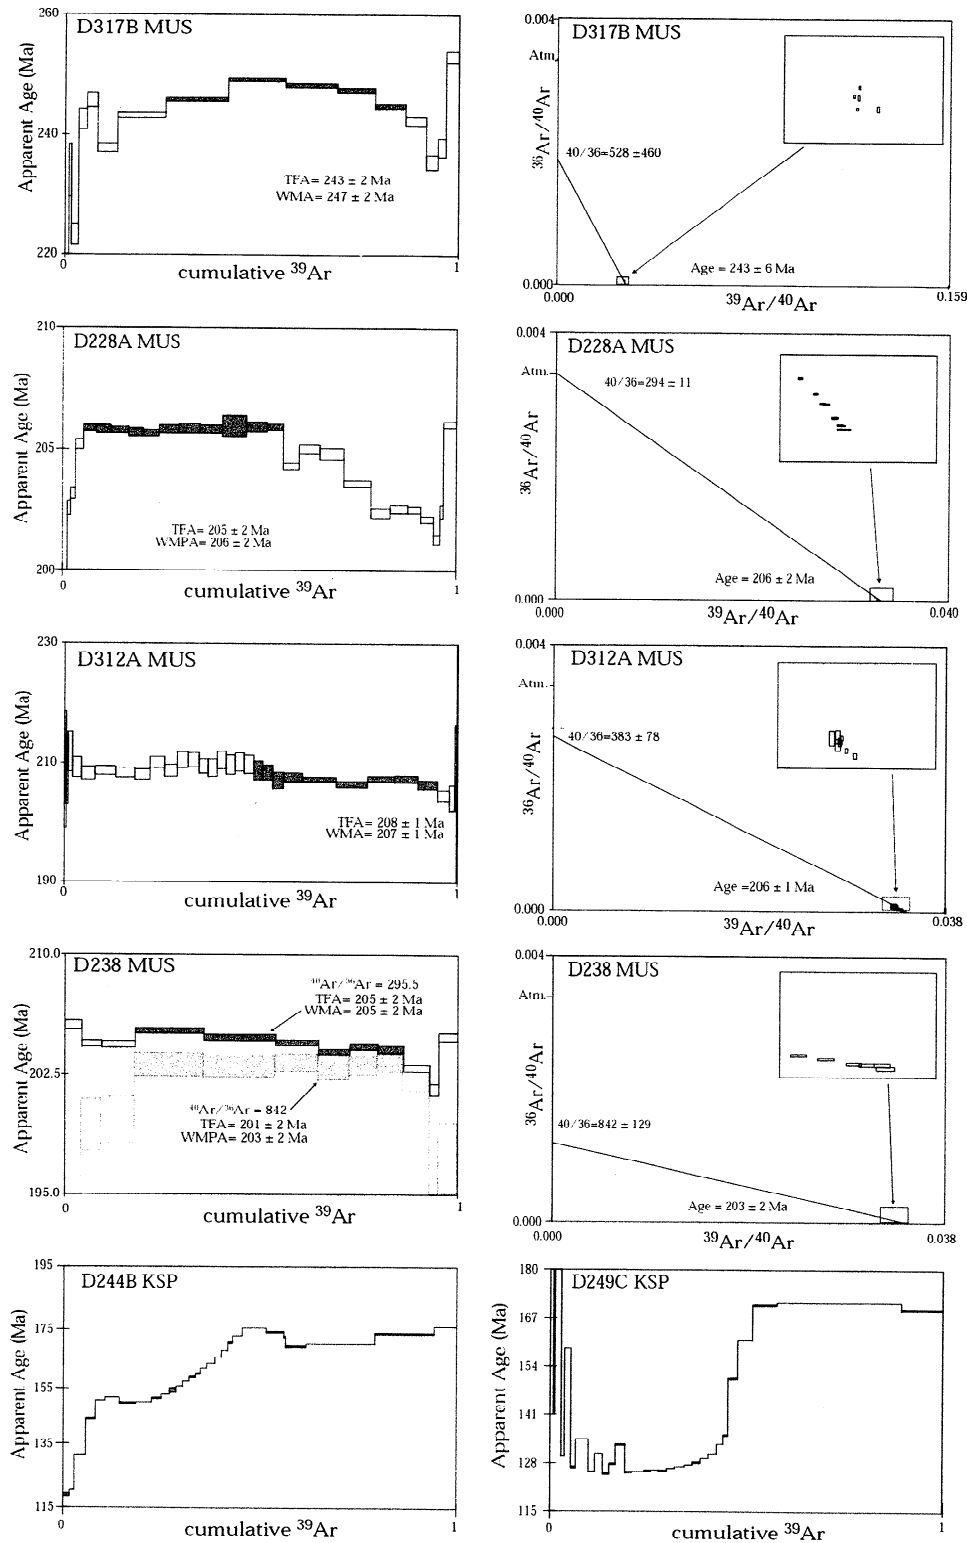 260
D317B MUS
Apparent Age (Ma)
240
TFA= 243 ± 2 Ma
WMA= 247 ± 2 Ma
220
0
cumulative ³⁹Ar
1
0.004
D317B MUS
Atm.
³⁶Ar/⁴⁰Ar
40/36=528 ±460
Age = 243 ± 6 Ma
0.000
0.000
³⁹Ar/⁴⁰Ar
0.159
210
D228A MUS
Apparent Age (Ma)
205
TFA= 205 ± 2 Ma
WMPA= 206 ± 2 Ma
200
0
cumulative ³⁹Ar
1
0.004
D228A MUS
Atm.
40/36=294 ± 11
³⁶Ar/⁴⁰Ar
Age = 206 ± 2 Ma
0.000
0.000
³⁹Ar/⁴⁰Ar
0.040
230
D312A MUS
Apparent Age (Ma)
210
TFA= 208 ± 1 Ma
WMA= 207 ± 1 Ma
190
0
cumulative ³⁹Ar
1
0.004
D312A MUS
Atm.
40/36=383 ± 78
³⁶Ar/⁴⁰Ar
Age =206 ± 1 Ma
0.000
0.000
³⁹Ar/⁴⁰Ar
0.038
210.0
D238 MUS
⁴⁰Ar/³⁶Ar = 295.5
TFA= 205 ± 2 Ma
WMA= 205 ± 2 Ma
Apparent Age (Ma)
202.5
⁴⁰Ar/³⁶Ar = 842
TFA= 201 ± 2 Ma
WMPA= 203 ± 2 Ma
195.0
0
cumulative ³⁹Ar
1
0.004
D238 MUS
Atm.
³⁶Ar/⁴⁰Ar
40/36=842 ± 129
Age = 203 ± 2 Ma
0.000
0.000
³⁹Ar/⁴⁰Ar
0.038
195
D244B KSP
175
Apparent Age (Ma)
155
135
115
0
cumulative ³⁹Ar
1
180
D249C KSP
167
154
Apparent Age (Ma)
141
128
115
0
cumulative ³⁹Ar
1